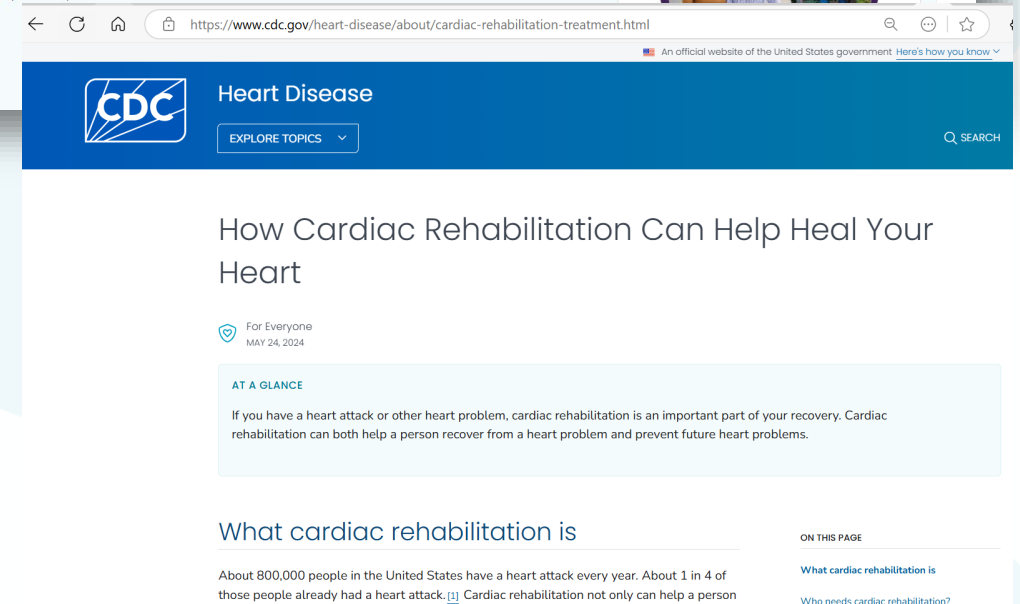 https://www.cdc.gov/heart-disease/about/cardiac-rehabilitation-treatment.html
An official website of the United States government Here's how you know
CDC
Heart Disease
EXPLORE TOPICS
SEARCH
How Cardiac Rehabilitation Can Help Heal Your
Heart
For Everyone
MAY 24, 2024
AT A GLANCE
If you have a heart attack or other heart problem, cardiac rehabilitation is an important part of your recovery. Cardiac
rehabilitation can both help a person recover from a heart problem and prevent future heart problems.
What cardiac rehabilitation is
About 800,000 people in the United States have a heart attack every year. About 1 in 4 of
those people already had a heart attack.[1] Cardiac rehabilitation not only can help a person
ON THIS PAGE
What cardiac rehabilitation is
Who needs cardiac rehabilitation?